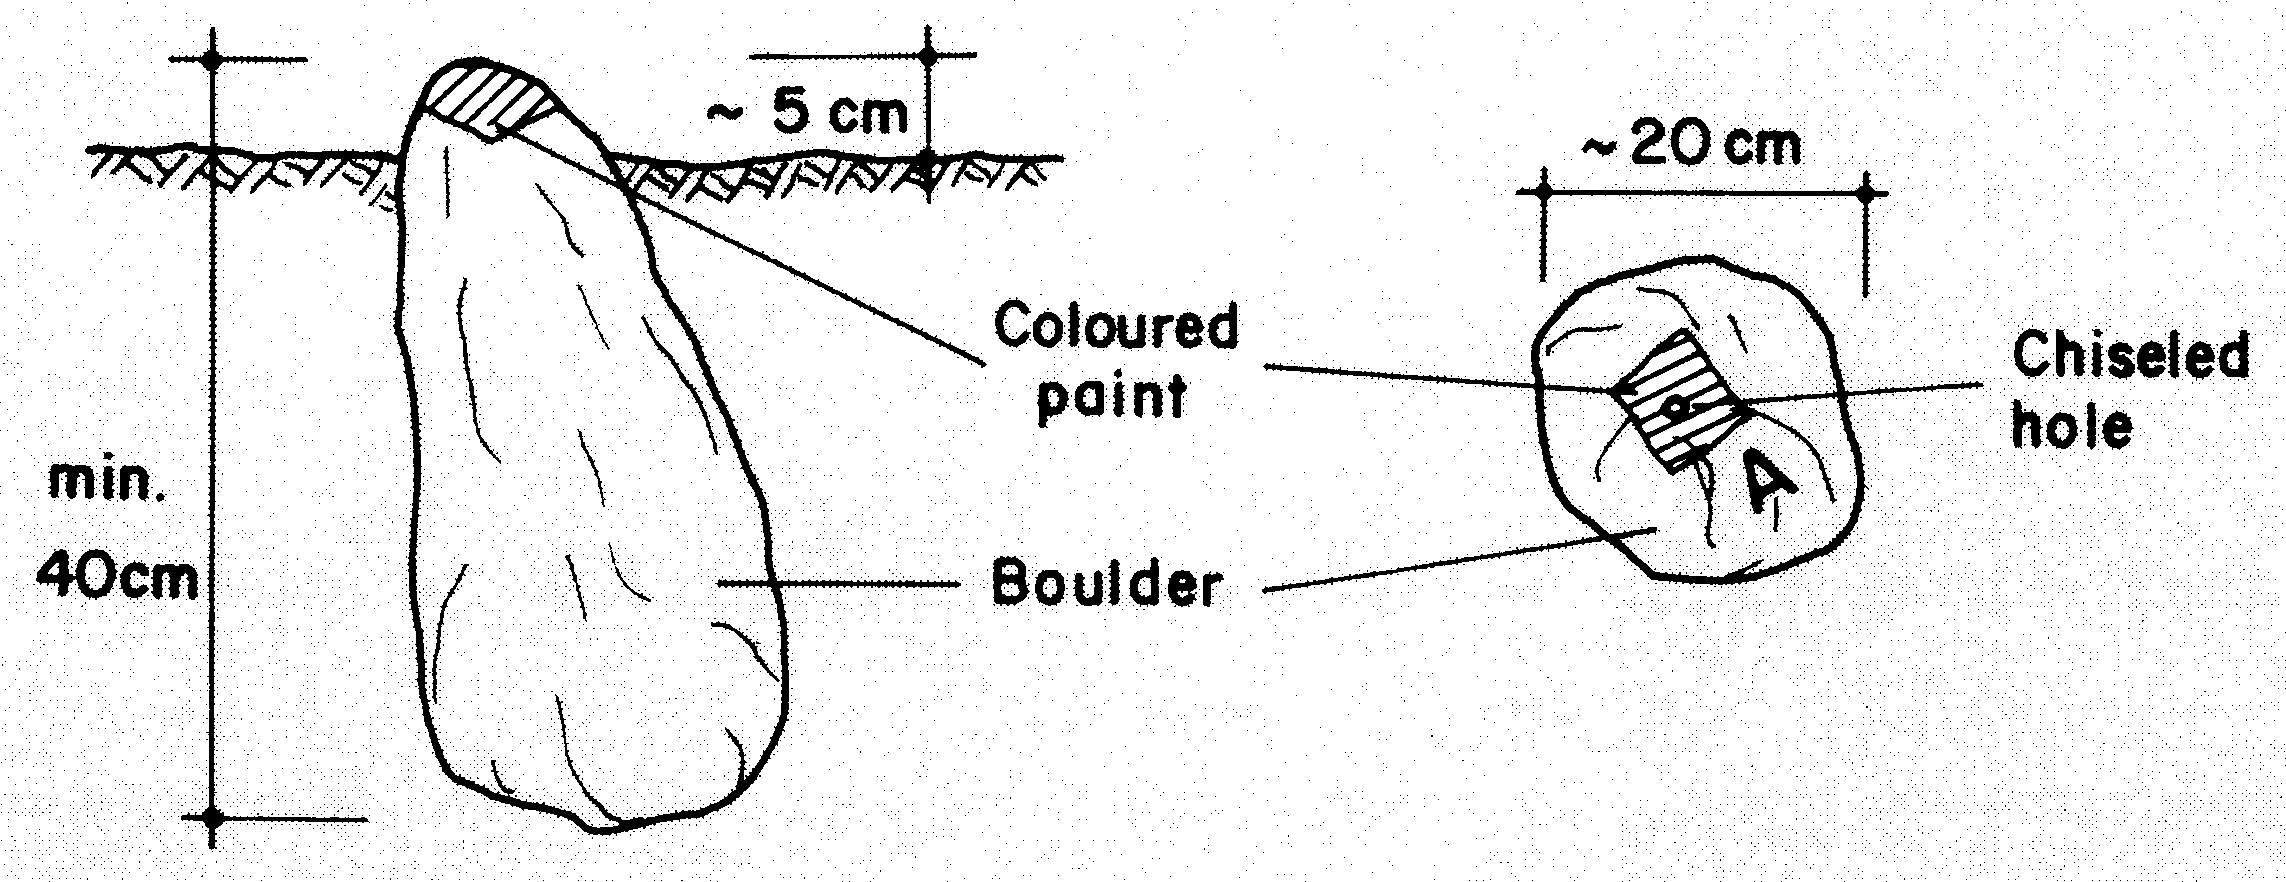 ~ 5 cm
~ 20 cm
Coloured
paint
Chiseled
hole
min.
40cm
A
Boulder